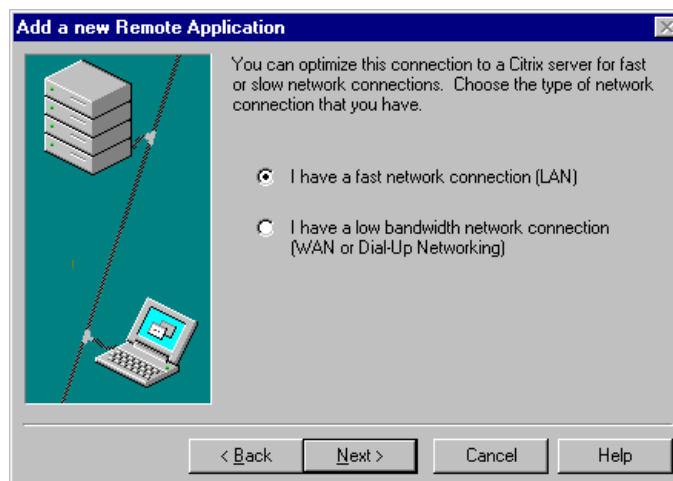 Add a new Remote Application
You can optimize this connection to a Citrix server for fast
or slow network connections.  Choose the type of network
connection that you have.
I have a fast network connection (LAN)
I have a low bandwidth network connection
(WAN or Dial-Up Networking)
< Back
Next >
Cancel
Help